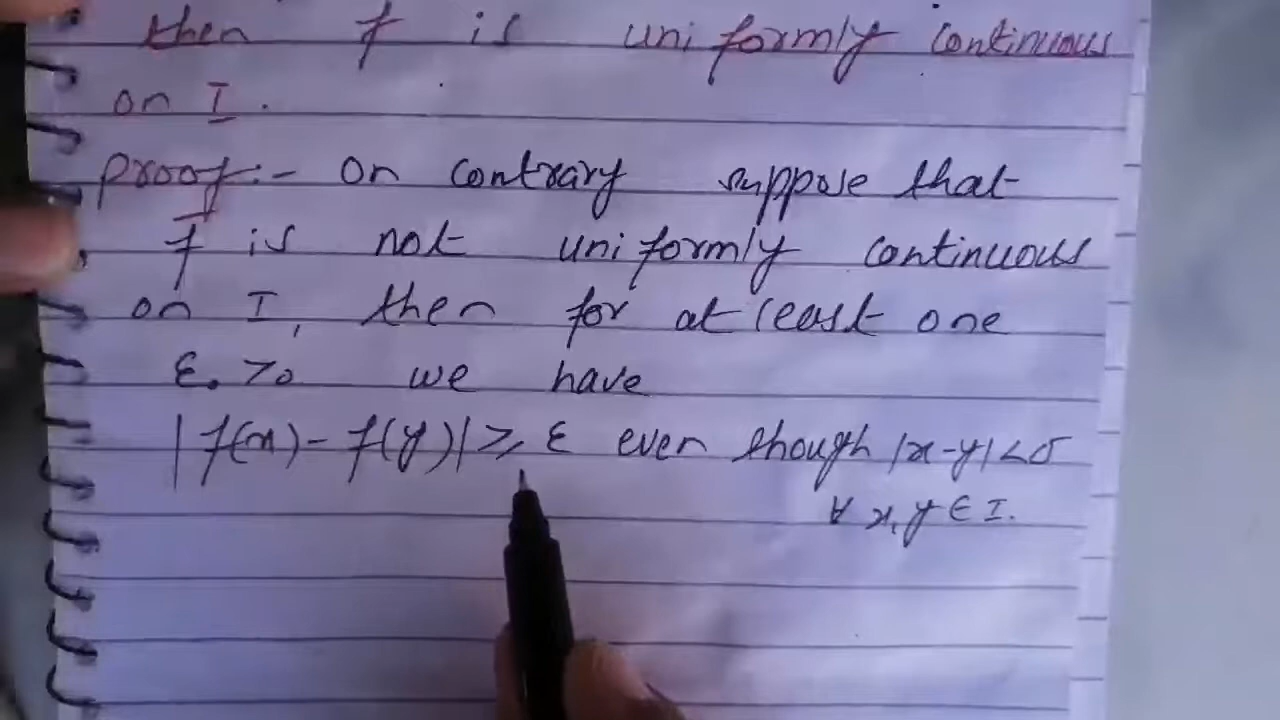 then f is uniformly continuous
on I.
Proof:- on contrary suppose that
f is not uniformly continuous
on I, then for at least one
ε. >0 we have
|f(x)-f(y)| ≥ ε even though |x-y|<δ
∀ x,y ∈ I.